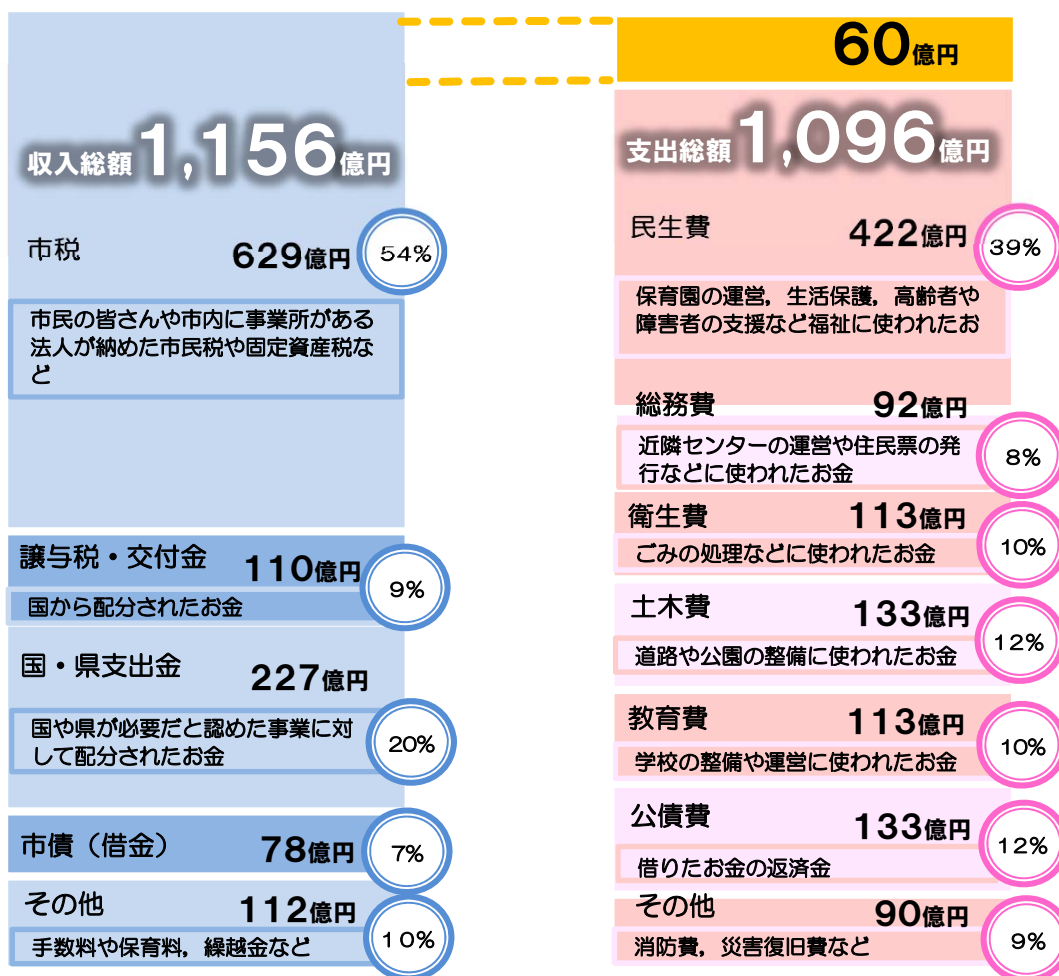 60億円
収入総額1,156億円
市税 629億円 54%
市民の皆さんや市内に事業所がある
法人が納めた市民税や固定資産税な
ど
譲与税・交付金 110億円 9%
国から配分されたお金
国・県支出金 227億円
国や県が必要だと認めた事業に対
して配分されたお金
20%
市債(借金) 78億円 7%
その他 112億円
手数料や保育料,繰越金など
10%
支出総額1,096億円
民生費 422億円 39%
保育園の運営,生活保護,高齢者や
障害者の支援など福祉に使われたお
総務費 92億円
近隣センターの運営や住民票の発
行などに使われたお金
8%
衛生費 113億円
ごみの処理などに使われたお金
10%
土木費 133億円
道路や公園の整備に使われたお金
12%
教育費 113億円
学校の整備や運営に使われたお金
10%
公債費 133億円
借りたお金の返済金
12%
その他 90億円
消防費,災害復旧費など
9%